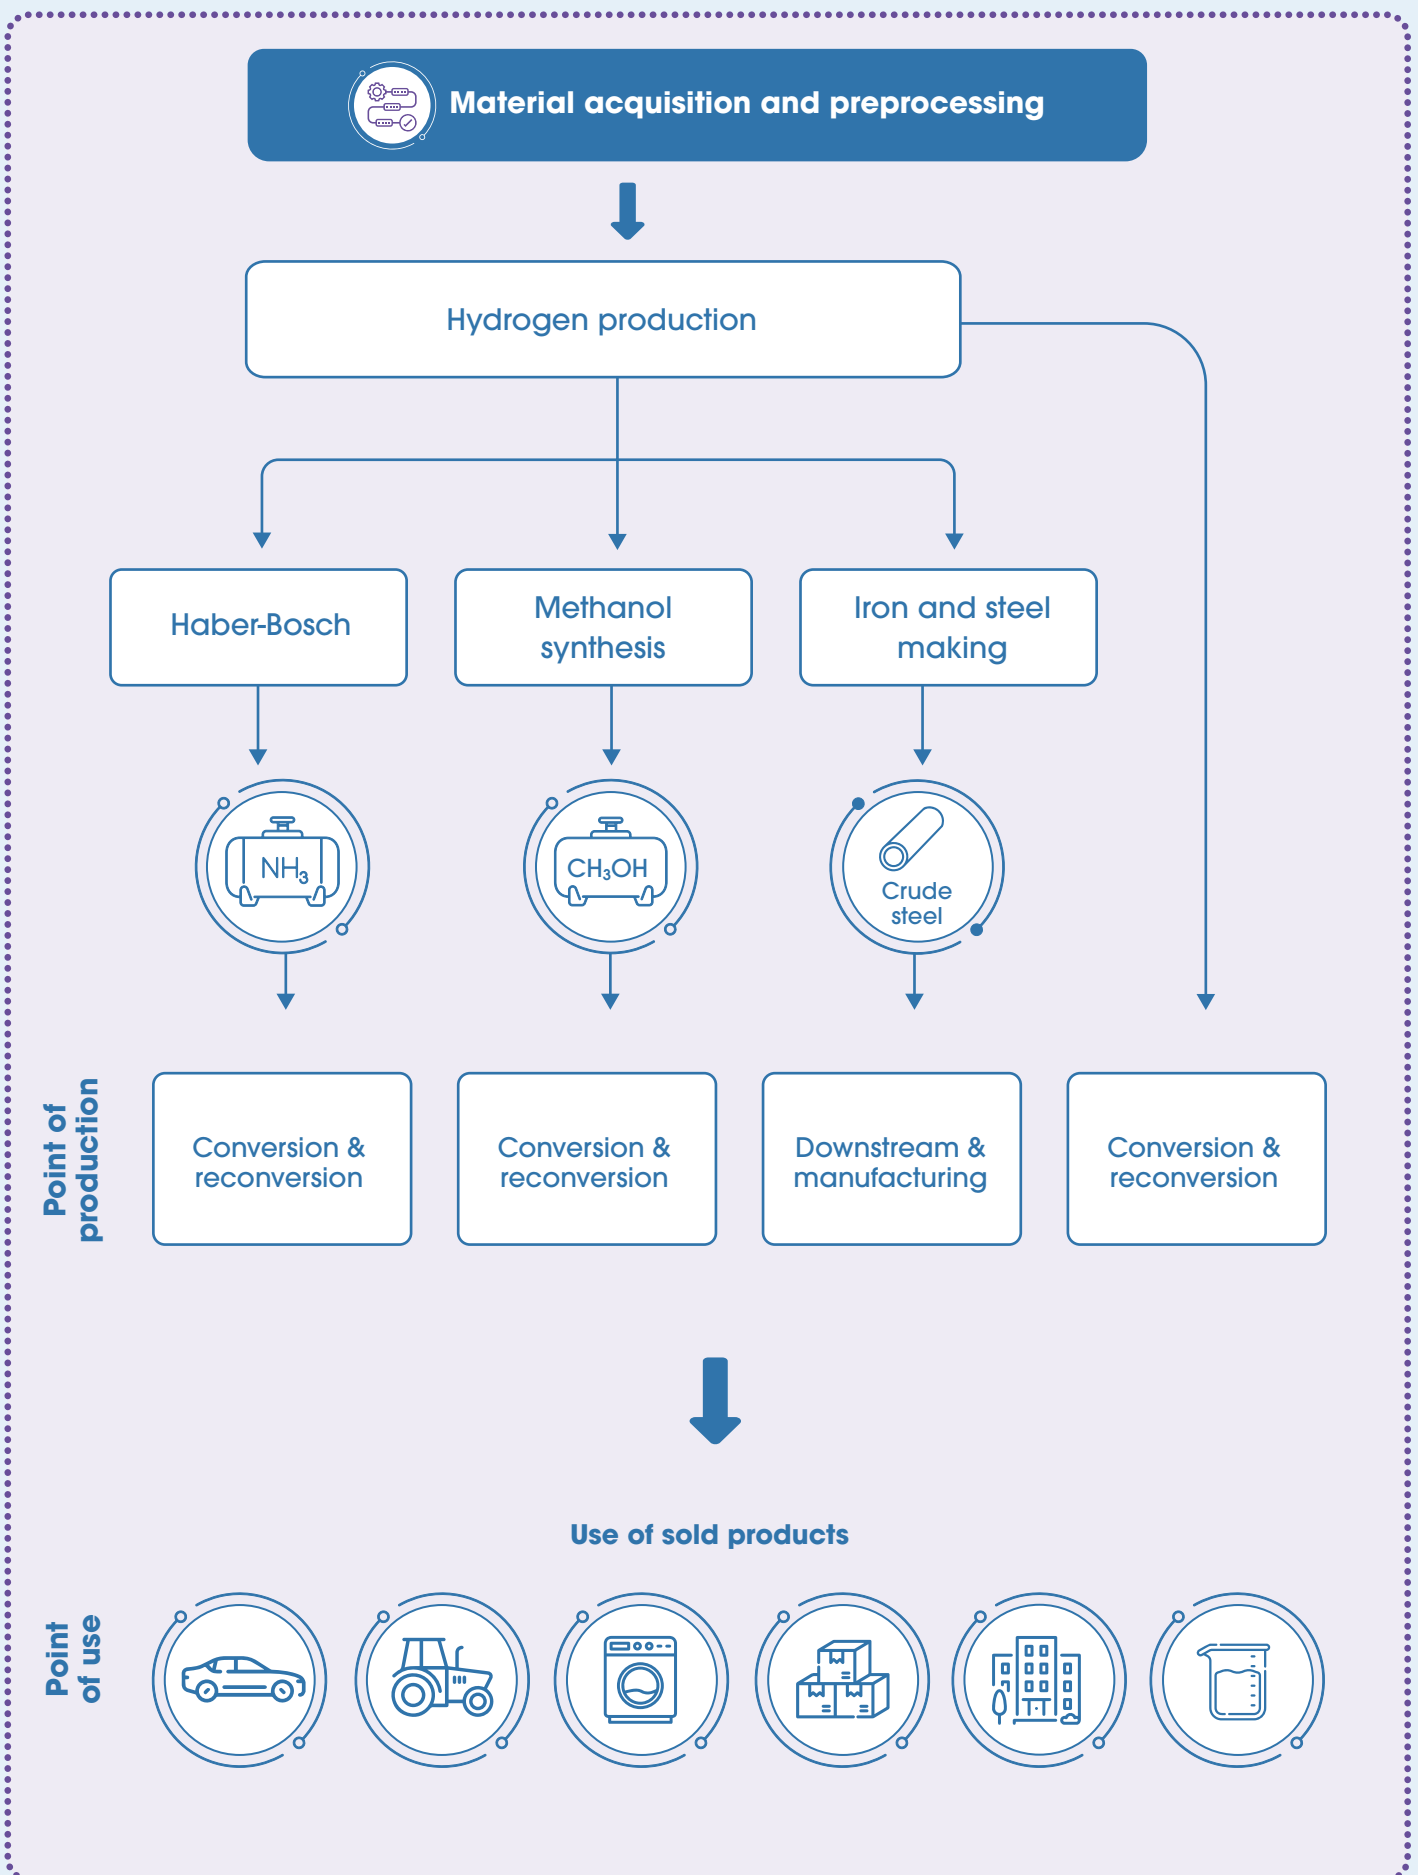 Material acquisition and preprocessing
Hydrogen production
Haber-Bosch
Methanol
synthesis
Iron and steel
making
NH₃
CH₃OH
Crude
steel
Point of
production
Conversion &
reconversion
Conversion &
reconversion
Downstream &
manufacturing
Conversion &
reconversion
Use of sold products
Point
of use